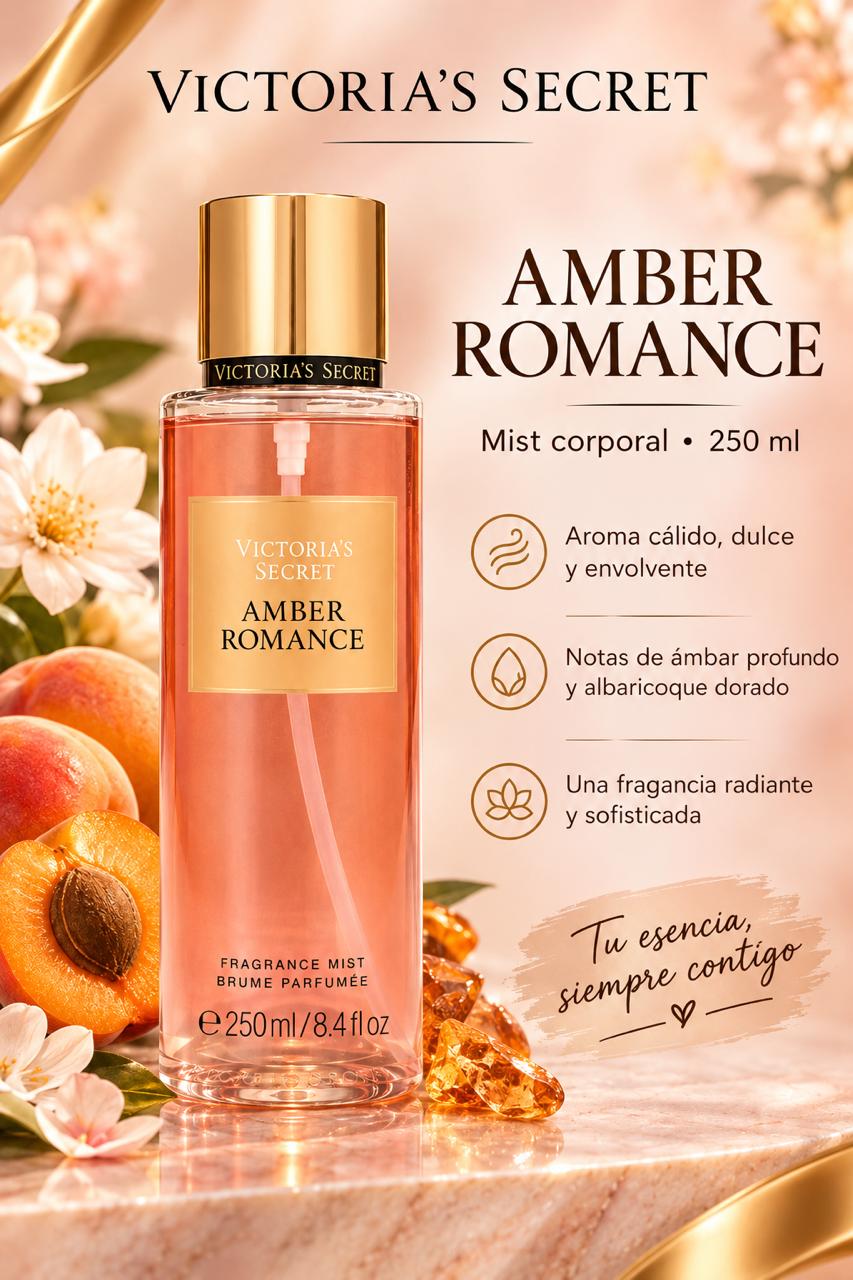 VICTORIA'S SECRET
VICTORIA'S SECRET
VICTORIA'S
SECRET
AMBER
ROMANCE
FRAGRANCE MIST
BRUME PARFUMÉE
℮250ml/8.4floz
AMBER
ROMANCE
Mist corporal • 250 ml
Aroma cálido, dulce
y envolvente
Notas de ámbar profundo
y albaricoque dorado
Una fragancia radiante
y sofisticada
Tu esencia,
siempre contigo